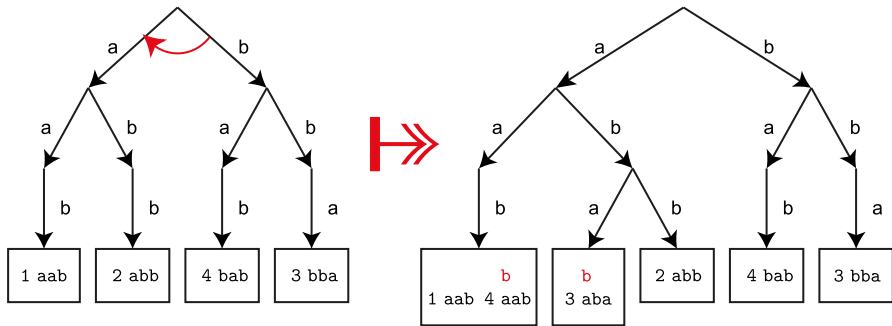 a b a b
a b a b a b
b b b a a b b a
1 aab 2 abb 4 bab 3 bba b b 2 abb 4 bab 3 bba
1 aab 4 aab 3 aba